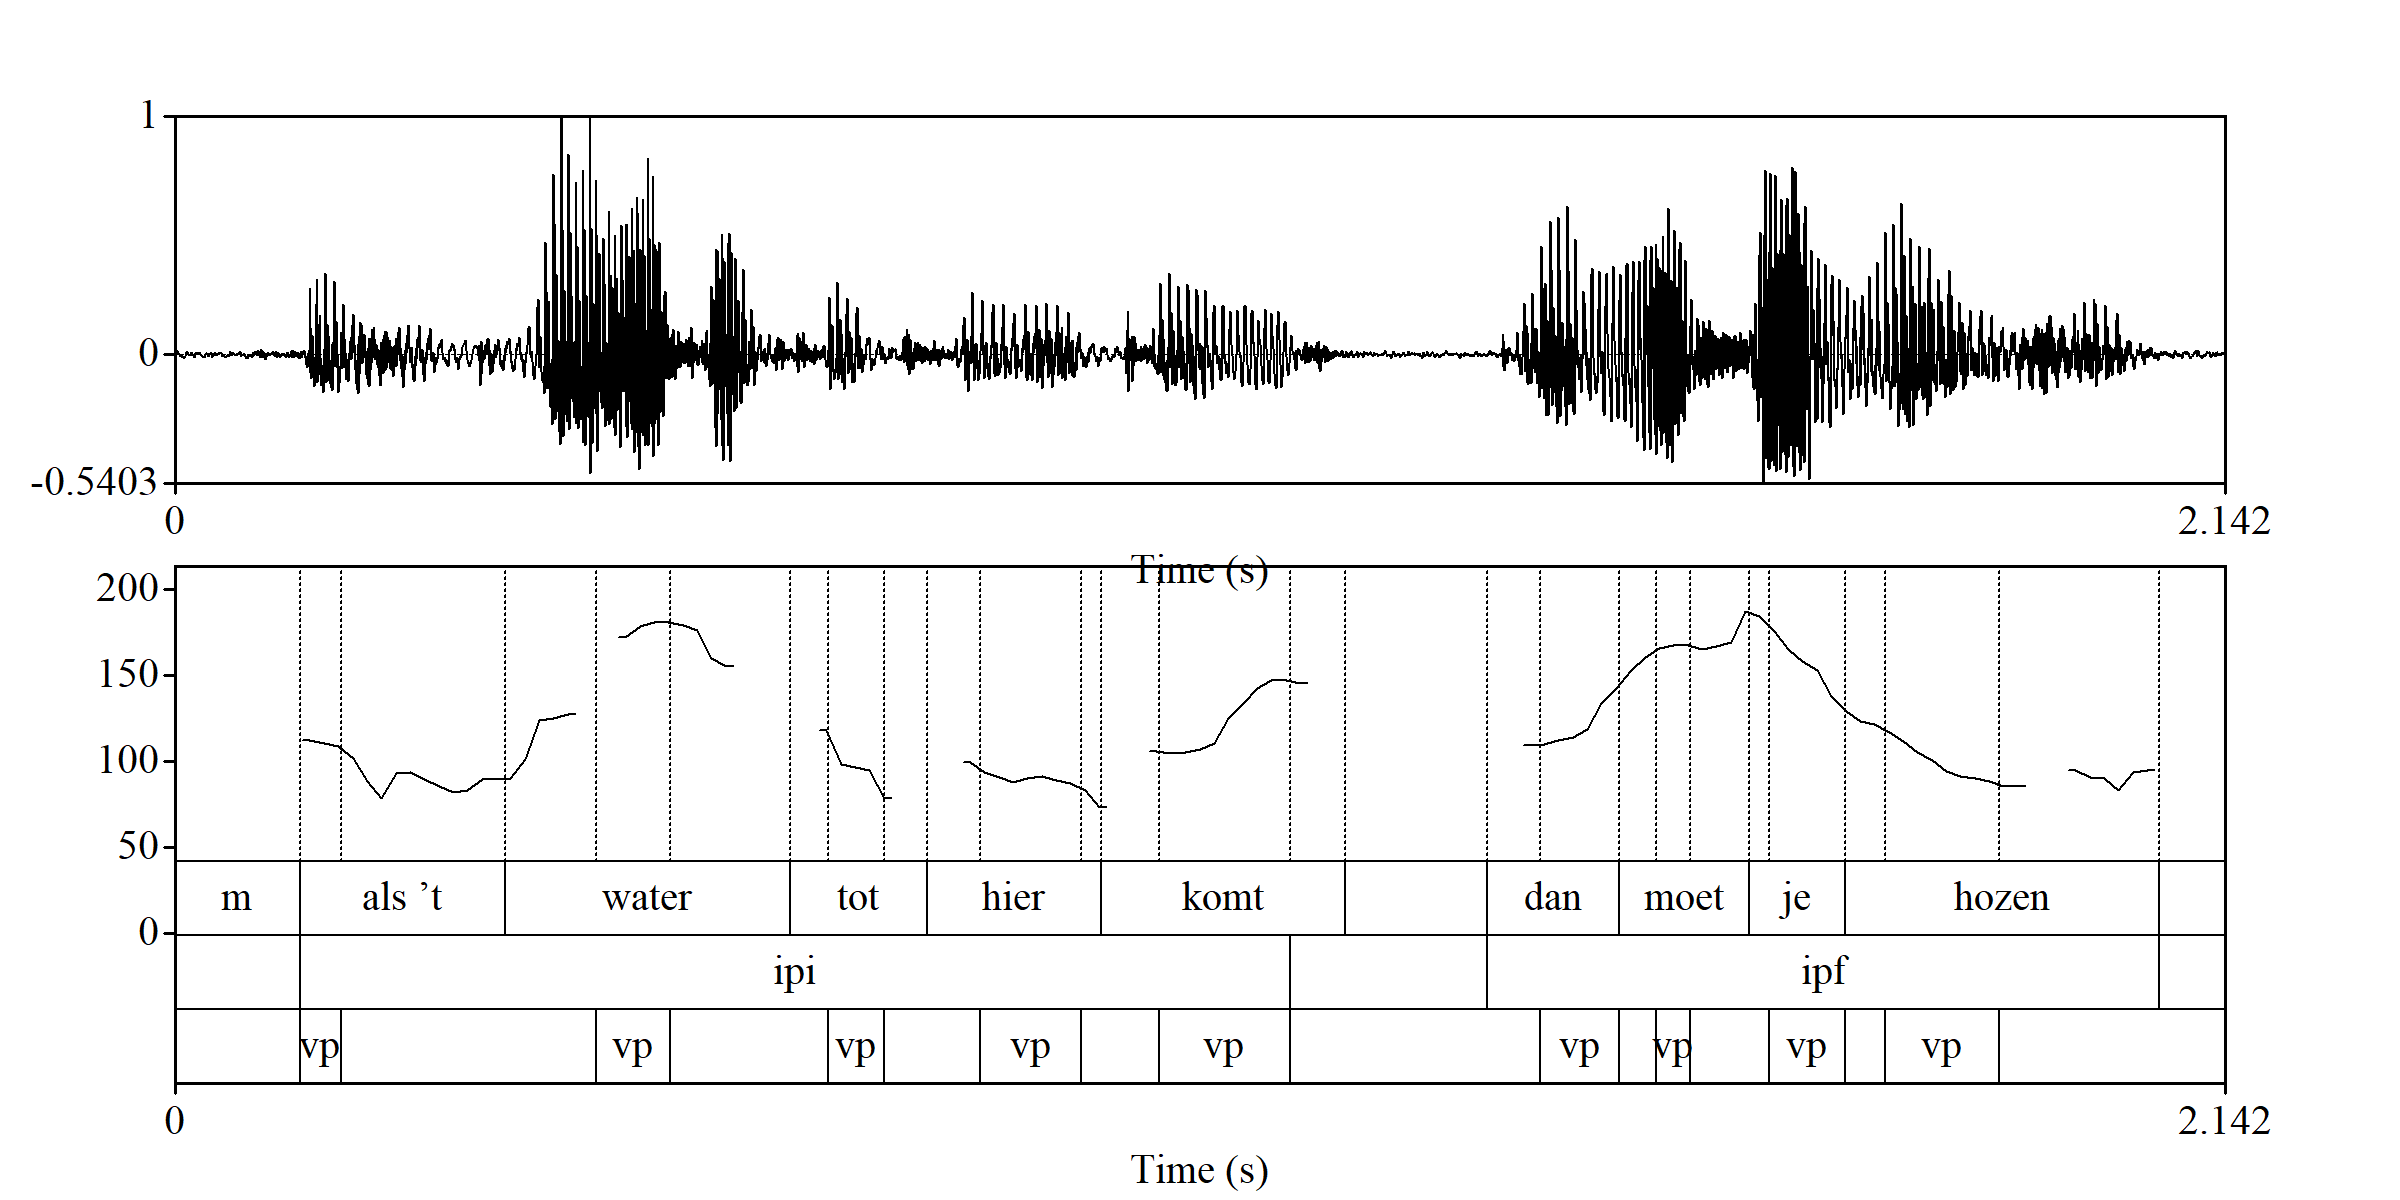 1
0
-0.5403
0 2.142
Time (s)
200
150
100
50
0
m als ’t water tot hier komt dan moet je hozen
ipi ipf
vp vp vp vp vp vp vp vp vp
0 2.142
Time (s)